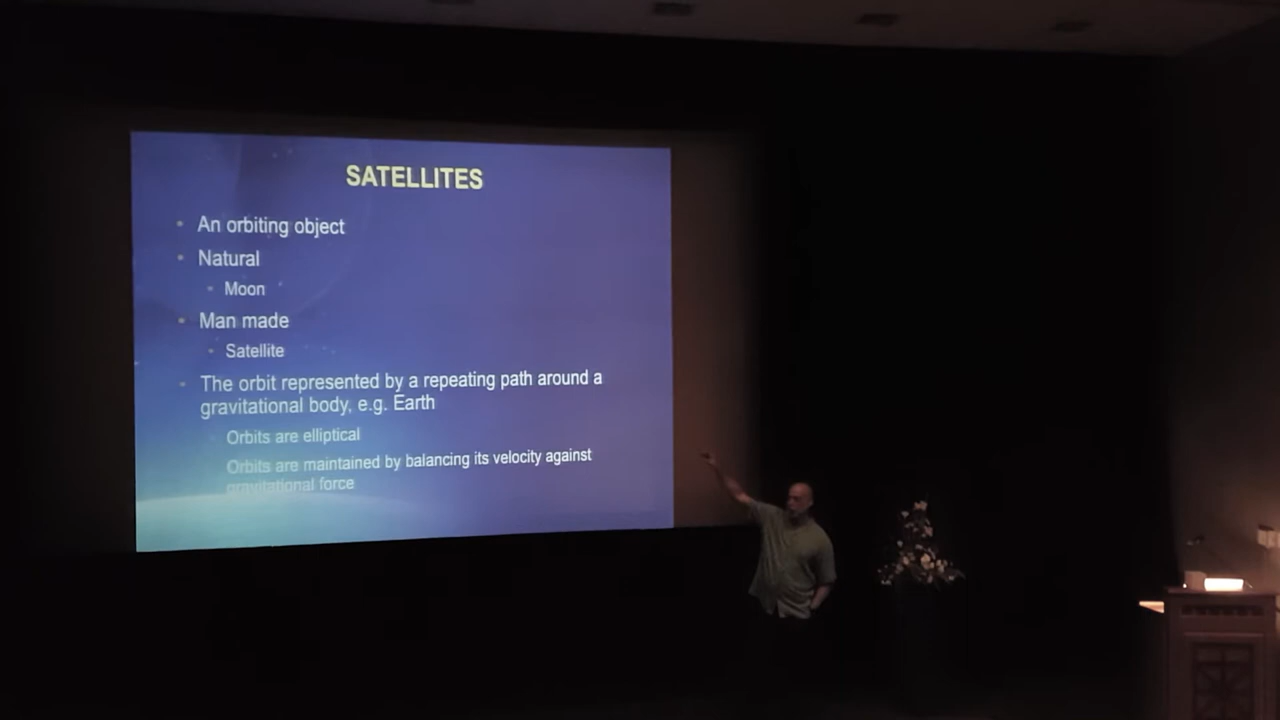 SATELLITES
• An orbiting object
• Natural
• Moon
• Man made
• Satellite
• The orbit represented by a repeating path around a
gravitational body, e.g. Earth
Orbits are elliptical
Orbits are maintained by balancing its velocity against
gravitational force